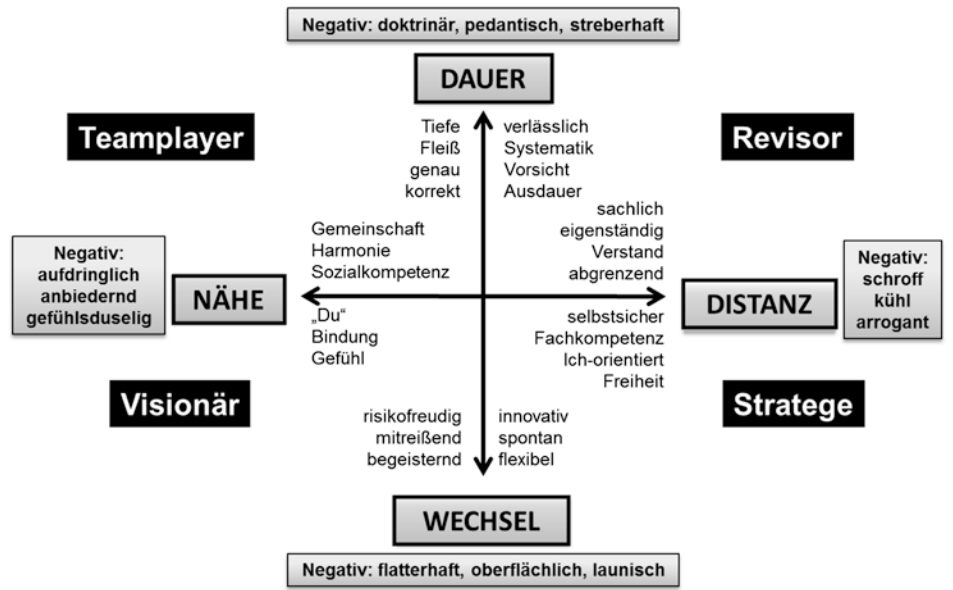 Negativ: doktrinär, pedantisch, streberhaft
DAUER
Teamplayer
Revisor
Tiefe
Fleiß
genau
korrekt
verlässlich
Systematik
Vorsicht
Ausdauer
Gemeinschaft
Harmonie
Sozialkompetenz
sachlich
eigenständig
Verstand
abgrenzend
Negativ:
aufdringlich
anbiedernd
gefühlsduselig
NÄHE
DISTANZ
Negativ:
schroff
kühl
arrogant
„Du“
Bindung
Gefühl
selbstsicher
Fachkompetenz
Ich-orientiert
Freiheit
Visionär
Stratege
risikofreudig
mitreißend
begeisternd
innovativ
spontan
flexibel
WECHSEL
Negativ: flatterhaft, oberflächlich, launisch